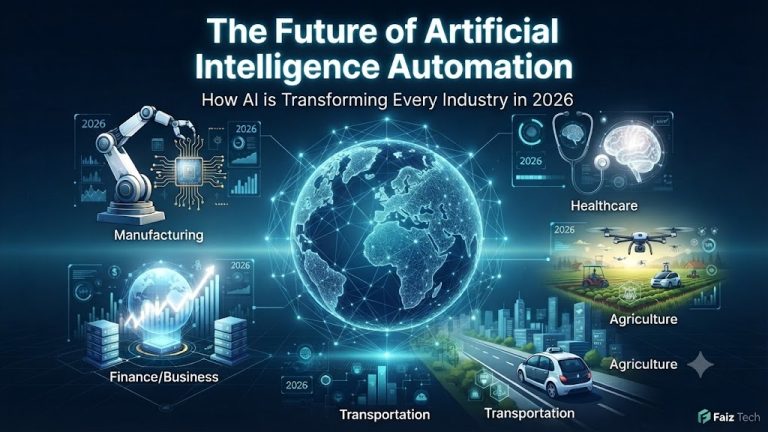 The Future of Artificial
Intelligence Automation
How AI is Transforming Every Industry in 2026
2026
Manufacturing
2026
Healthcare
2026
Agriculture
2026
Finance/Business
Agriculture
2026
Transportation
Transportation
Faiz Tech